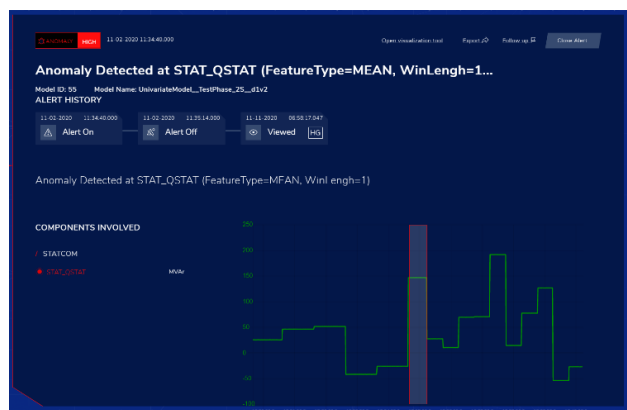 ANOMALY HIGH 11-02-2020 11:34:40.000 Open visualization tool Export Follow up Close Alert
Anomaly Detected at STAT_QSTAT (FeatureType=MEAN, WinLengh=1...
Model ID: 55 Model Name: UnivariateModel__TestPhase_25__d1v2
ALERT HISTORY
11-02-2020 11:34:40.000 11-02-2020 11:35:14.000 11-11-2020 08:58:17.047
Alert On Alert Off Viewed HG
Anomaly Detected at STAT_QSTAT (FeatureType=MEAN, WinLengh=1)
COMPONENTS INVOLVED
STATCOM
STAT_QSTAT MVAr
250
200
150
100
50
0
-50
-100